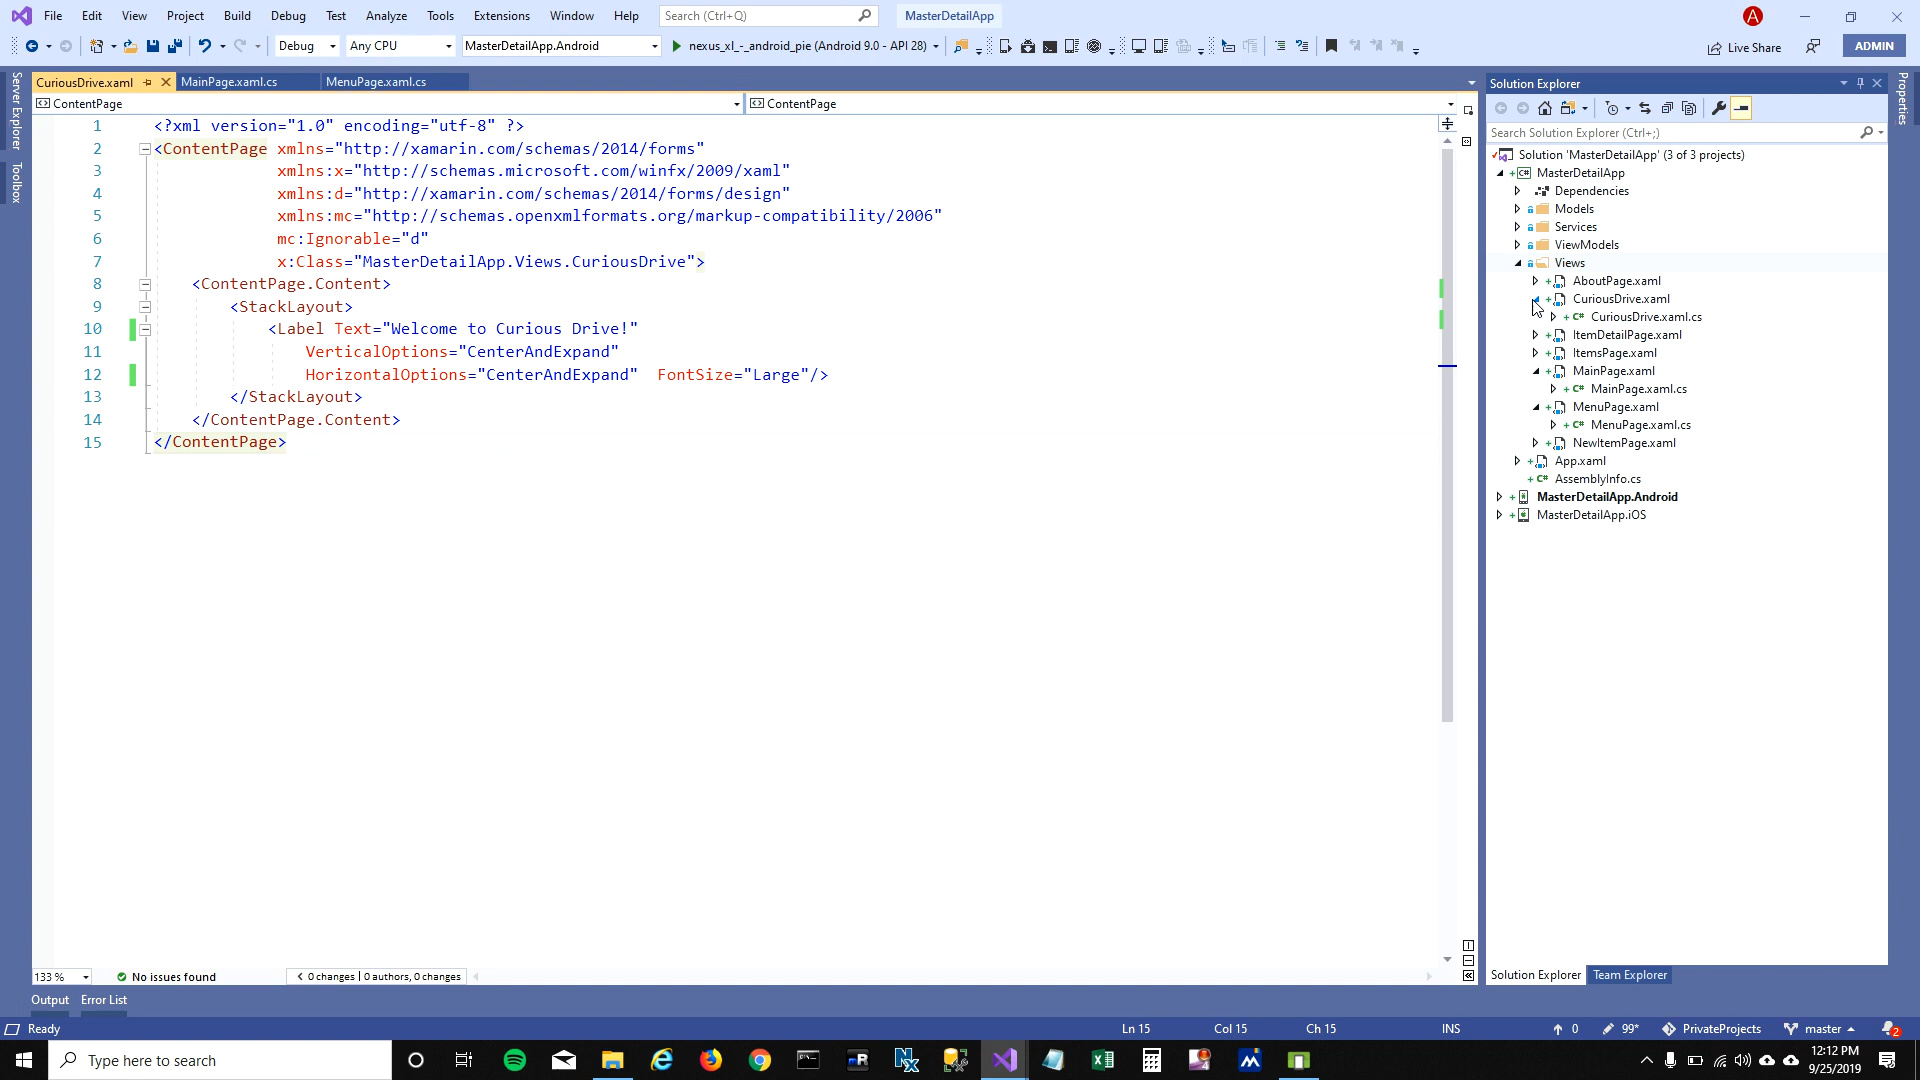 File Edit View Project Build Debug Test Analyze Tools Extensions Window Help Search (Ctrl+Q) MasterDetailApp A
Debug Any CPU MasterDetailApp.Android nexus_xl_-_android_pie (Android 9.0 - API 28) Live Share ADMIN
Server Explorer
Toolbox
CuriousDrive.xaml MainPage.xaml.cs MenuPage.xaml.cs
ContentPage ContentPage
1 <?xml version="1.0" encoding="utf-8" ?>
2 <ContentPage xmlns="http://xamarin.com/schemas/2014/forms"
3 xmlns:x="http://schemas.microsoft.com/winfx/2009/xaml"
4 xmlns:d="http://xamarin.com/schemas/2014/forms/design"
5 xmlns:mc="http://schemas.openxmlformats.org/markup-compatibility/2006"
6 mc:Ignorable="d"
7 x:Class="MasterDetailApp.Views.CuriousDrive">
8 <ContentPage.Content>
9 <StackLayout>
10 <Label Text="Welcome to Curious Drive!"
11 VerticalOptions="CenterAndExpand"
12 HorizontalOptions="CenterAndExpand" FontSize="Large"/>
13 </StackLayout>
14 </ContentPage.Content>
15 </ContentPage>
133 % No issues found 0 changes | 0 authors, 0 changes
Solution Explorer
Search Solution Explorer (Ctrl+;)
Solution 'MasterDetailApp' (3 of 3 projects)
MasterDetailApp
Dependencies
Models
Services
ViewModels
Views
AboutPage.xaml
CuriousDrive.xaml
CuriousDrive.xaml.cs
ItemDetailPage.xaml
ItemsPage.xaml
MainPage.xaml
MainPage.xaml.cs
MenuPage.xaml
MenuPage.xaml.cs
NewItemPage.xaml
App.xaml
AssemblyInfo.cs
MasterDetailApp.Android
MasterDetailApp.iOS
Solution Explorer Team Explorer
Properties
Output Error List
Ready Ln 15 Col 15 Ch 15 INS 0 99* PrivateProjects master 2
Type here to search
12:12 PM
9/25/2019